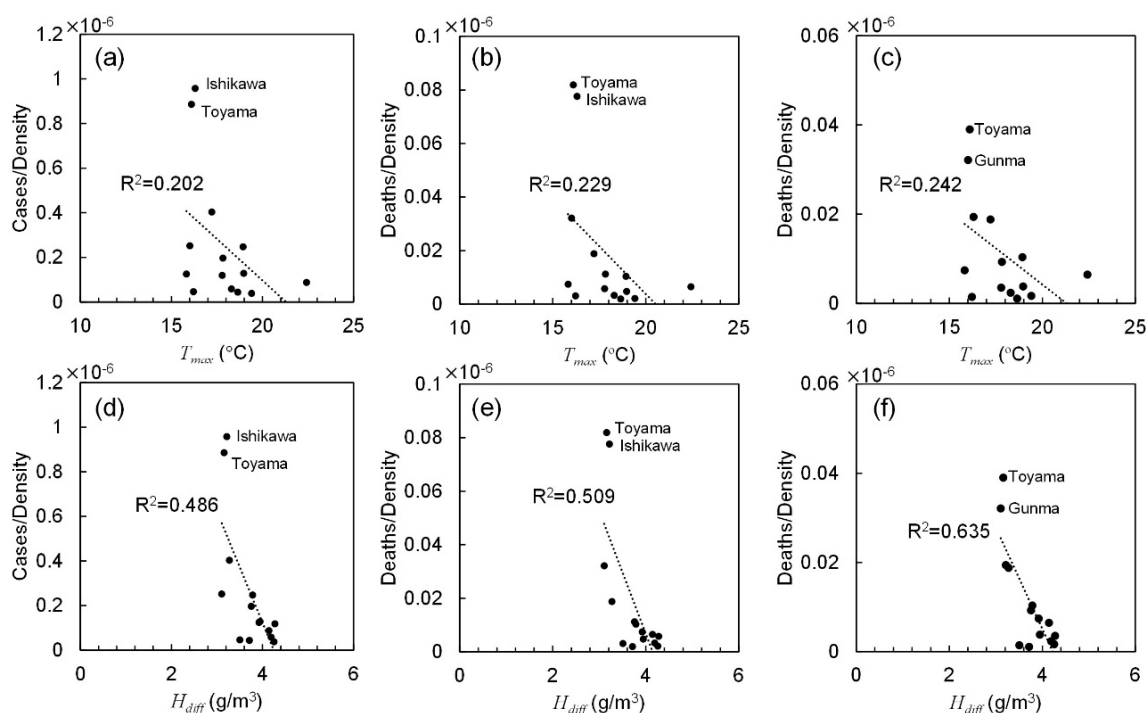 ×10⁻⁶
(a)
Cases/Density
1.2
1
0.8
0.6
0.4
0.2
0
Ishikawa
Toyama
R²=0.202
10 15 20 25
Tmax (°C)
×10⁻⁶
(b)
Deaths/Density
0.1
0.08
0.06
0.04
0.02
0
Toyama
Ishikawa
R²=0.229
10 15 20 25
Tmax (°C)
×10⁻⁶
(c)
Deaths/Density
0.06
0.04
0.02
0
Toyama
Gunma
R²=0.242
10 15 20 25
Tmax (°C)
×10⁻⁶
(d)
Cases/Density
1.2
1
0.8
0.6
0.4
0.2
0
Ishikawa
Toyama
R²=0.486
0 2 4 6
Hdiff (g/m³)
×10⁻⁶
(e)
Deaths/Density
0.1
0.08
0.06
0.04
0.02
0
Toyama
Ishikawa
R²=0.509
0 2 4 6
Hdiff (g/m³)
×10⁻⁶
(f)
Deaths/Density
0.06
0.04
0.02
0
Toyama
Gunma
R²=0.635
0 2 4 6
Hdiff (g/m³)